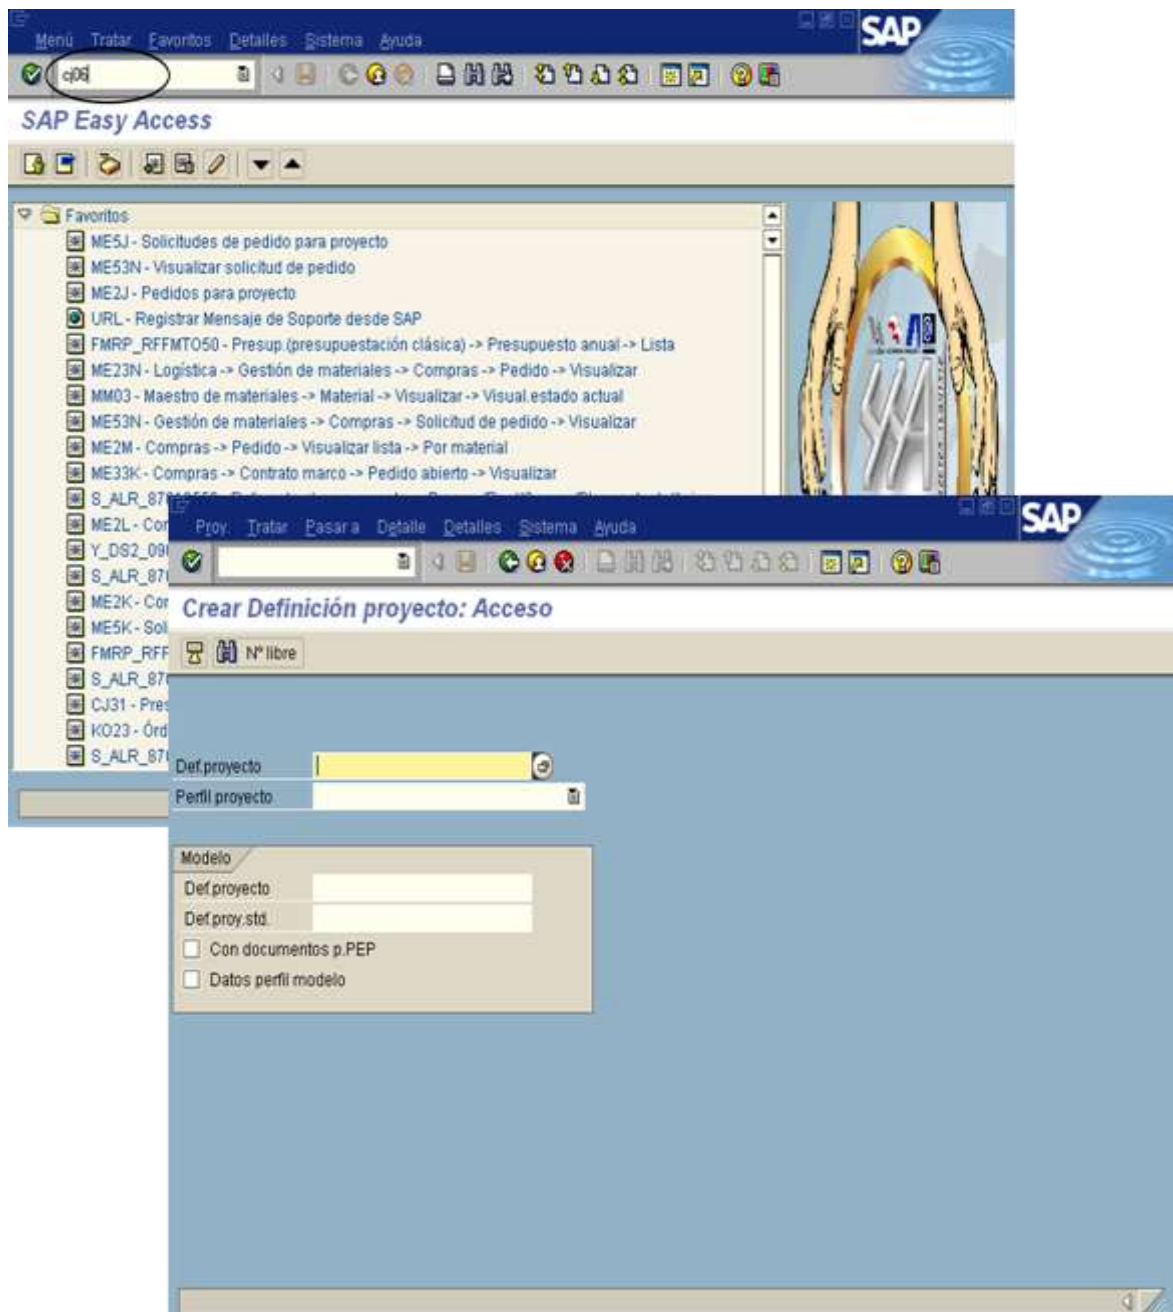 Menú Tratar Favoritos Detalles Sistema Ayuda
SAP
cj06
SAP Easy Access
Favoritos
ME5J - Solicitudes de pedido para proyecto
ME53N - Visualizar solicitud de pedido
ME2J - Pedidos para proyecto
URL - Registrar Mensaje de Soporte desde SAP
FMRP_RFFMTO50 - Presup.(presupuestación clásica) -> Presupuesto anual -> Lista
ME23N - Logística -> Gestión de materiales -> Compras -> Pedido -> Visualizar
MM03 - Maestro de materiales -> Material -> Visualizar -> Visual.estado actual
ME53N - Gestión de materiales -> Compras -> Solicitud de pedido -> Visualizar
ME2M - Compras -> Pedido -> Visualizar lista -> Por material
ME33K - Compras -> Contrato marco -> Pedido abierto -> Visualizar
S_ALR_87
ME2L - Con
Y_DS2_09
S_ALR_87
ME2K - Cor
ME5K - Soli
FMRP_RFF
S_ALR_87
CJ31 - Pres
KO23 - Órd
S_ALR_87
Proy. Tratar Pasar a Detalle Detalles Sistema Ayuda
SAP
Crear Definición proyecto: Acceso
Nº libre
Def.proyecto
Perfil proyecto
Modelo
Def.proyecto
Def.proy.std.
Con documentos p.PEP
Datos perfil modelo